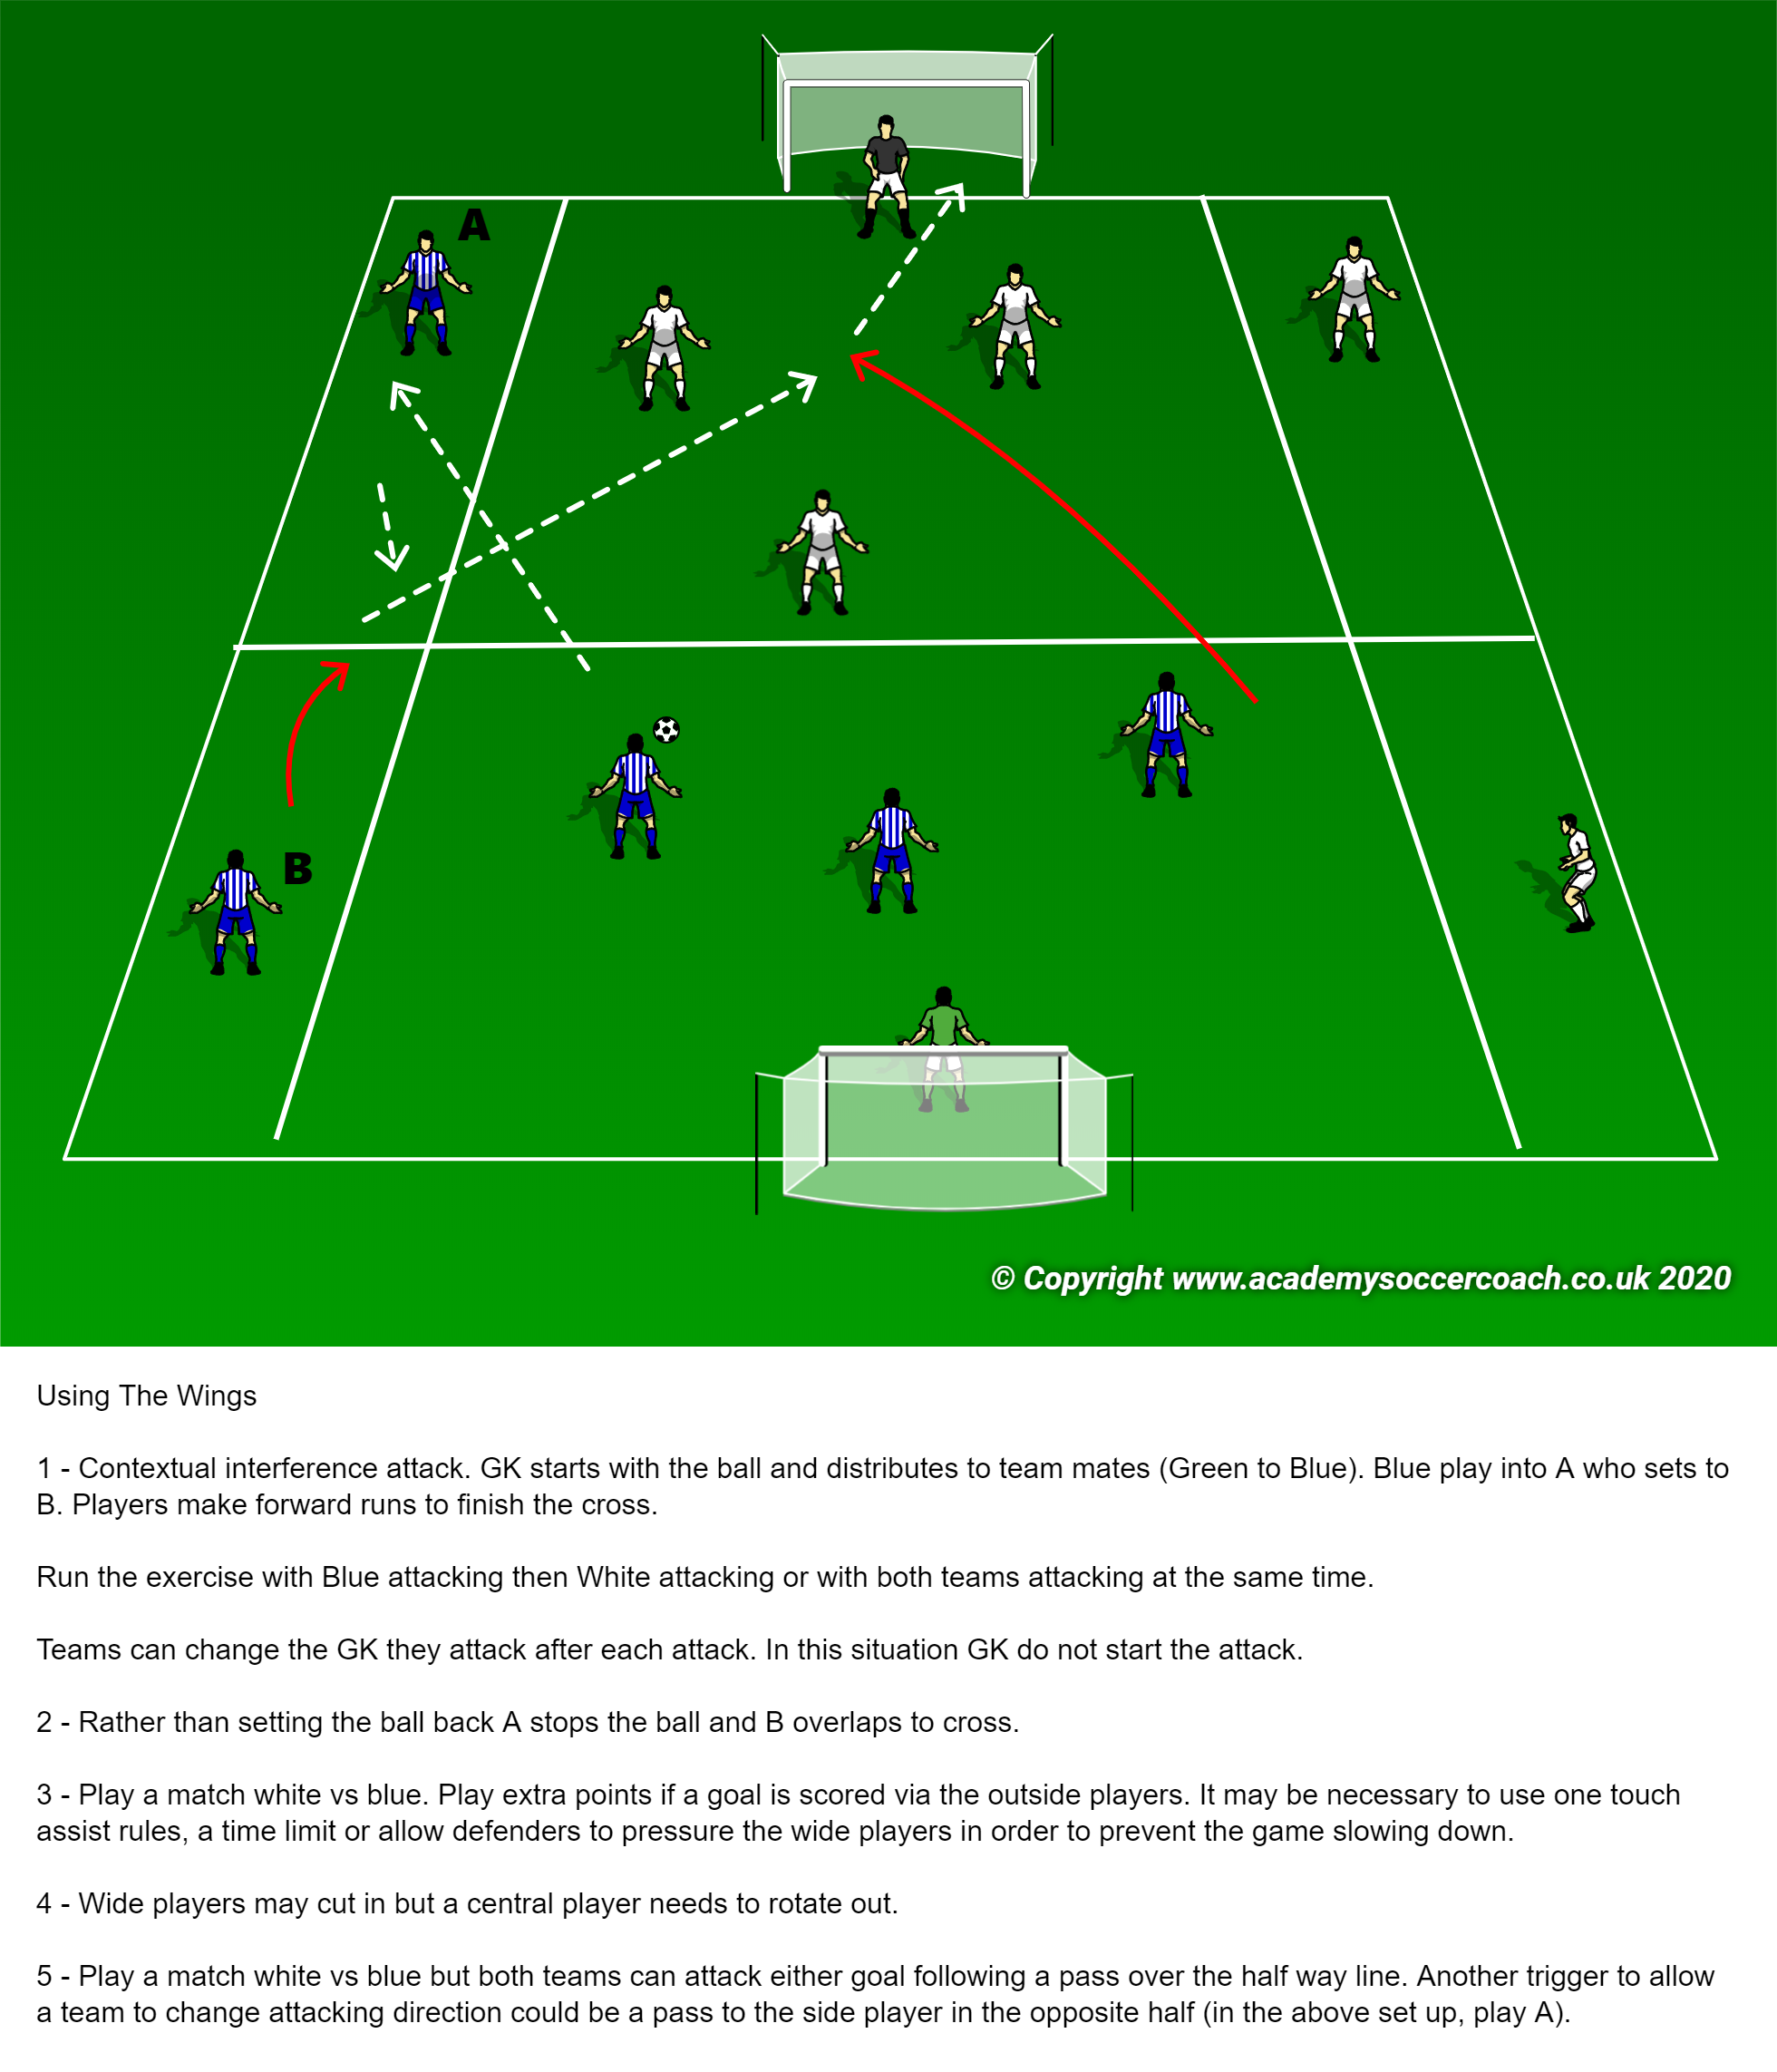 A
B
© Copyright www.academysoccercoach.co.uk 2020
Using The Wings
1 - Contextual interference attack. GK starts with the ball and distributes to team mates (Green to Blue). Blue play into A who sets to
B. Players make forward runs to finish the cross.
Run the exercise with Blue attacking then White attacking or with both teams attacking at the same time.
Teams can change the GK they attack after each attack. In this situation GK do not start the attack.
2 - Rather than setting the ball back A stops the ball and B overlaps to cross.
3 - Play a match white vs blue. Play extra points if a goal is scored via the outside players. It may be necessary to use one touch
assist rules, a time limit or allow defenders to pressure the wide players in order to prevent the game slowing down.
4 - Wide players may cut in but a central player needs to rotate out.
5 - Play a match white vs blue but both teams can attack either goal following a pass over the half way line. Another trigger to allow
a team to change attacking direction could be a pass to the side player in the opposite half (in the above set up, play A).